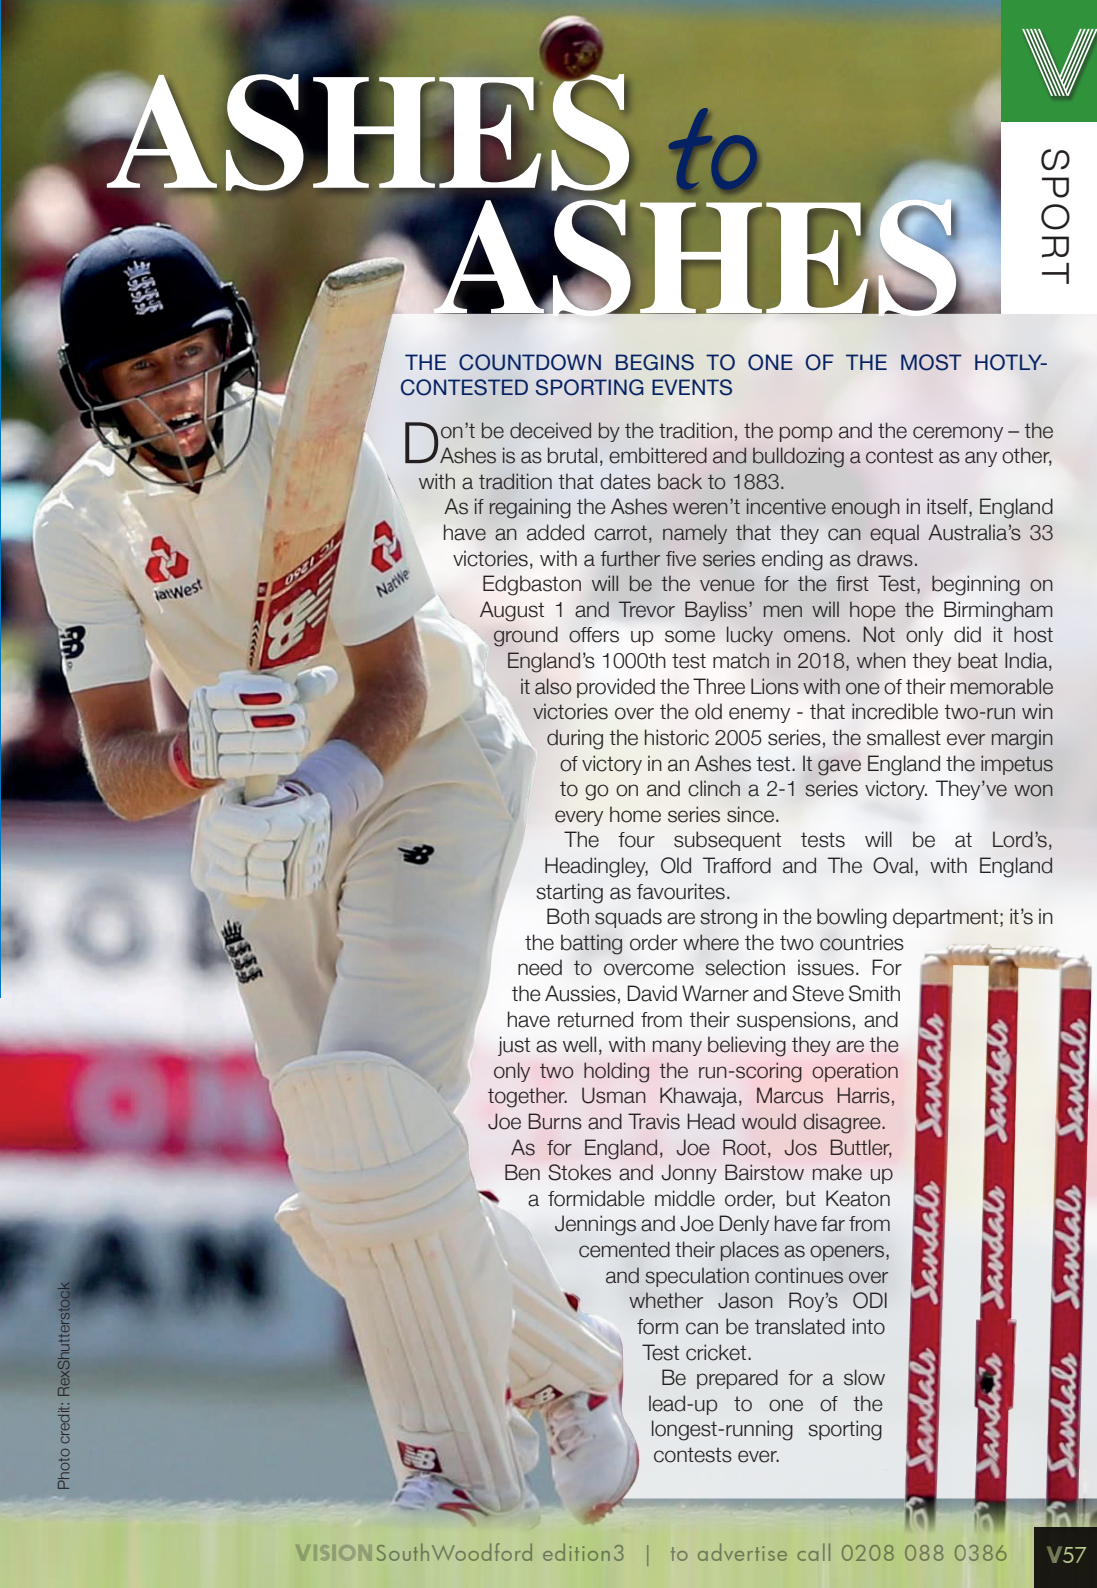 ASHES to
ASHES
V
SPORT
THE COUNTDOWN BEGINS TO ONE OF THE MOST HOTLY-
CONTESTED SPORTING EVENTS
Don't be deceived by the tradition, the pomp and the ceremony – the
Ashes is as brutal, embittered and bulldozing a contest as any other,
with a tradition that dates back to 1883.
As if regaining the Ashes weren't incentive enough in itself, England
have an added carrot, namely that they can equal Australia's 33
victories, with a further five series ending as draws.
Edgbaston will be the venue for the first Test, beginning on
August 1 and Trevor Bayliss' men will hope the Birmingham
ground offers up some lucky omens. Not only did it host
England's 1000th test match in 2018, when they beat India,
it also provided the Three Lions with one of their memorable
victories over the old enemy - that incredible two-run win
during the historic 2005 series, the smallest ever margin
of victory in an Ashes test. It gave England the impetus
to go on and clinch a 2-1 series victory. They've won
every home series since.
The four subsequent tests will be at Lord's,
Headingley, Old Trafford and The Oval, with England
starting as favourites.
Both squads are strong in the bowling department; it's in
the batting order where the two countries
need to overcome selection issues. For
the Aussies, David Warner and Steve Smith
have returned from their suspensions, and
just as well, with many believing they are the
only two holding the run-scoring operation
together. Usman Khawaja, Marcus Harris,
Joe Burns and Travis Head would disagree.
As for England, Joe Root, Jos Buttler,
Ben Stokes and Jonny Bairstow make up
a formidable middle order, but Keaton
Jennings and Joe Denly have far from
cemented their places as openers,
and speculation continues over
whether Jason Roy's ODI
form can be translated into
Test cricket.
Be prepared for a slow
lead-up to one of the
longest-running sporting
contests ever.
NatWest
NatWe
TC 1260
NB
Sandals Sandals Sandals
Sandals Sandals Sandals
Sandals Sandals Sandals
FAN
Photo credit: RexShutterstock
VISIONSouthWoodford edition3 | to advertise call 0208 088 0386
V57